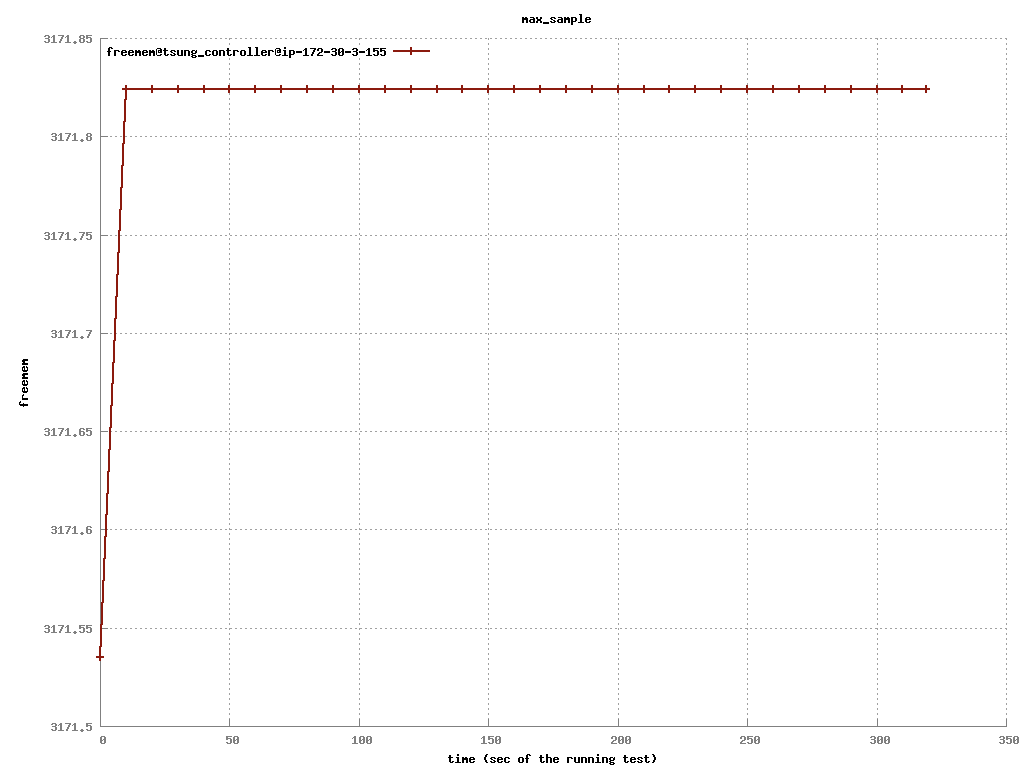 max_sample
3171.85
freemem@tsung_controller@ip-172-30-3-155
3171.8
3171.75
3171.7
3171.65
3171.6
3171.55
3171.5
freemem
0 50 100 150 200 250 300 350
time (sec of the running test)